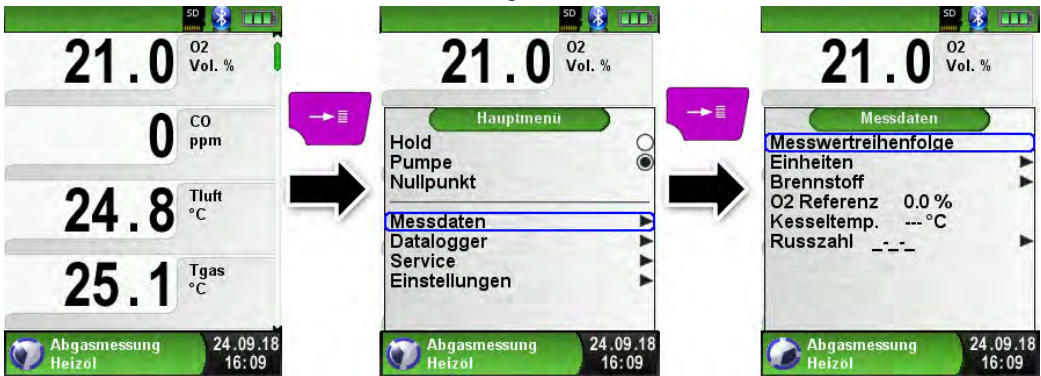 SD
21.0 O2 Vol. %
0 CO ppm
24.8 Tluft °C
25.1 Tgas °C
Abgasmessung 24.09.18
Heizöl 16:09
SD
21.0 O2 Vol. %
Hauptmenü
Hold
Pumpe
Nullpunkt
Messdaten
Datalogger
Service
Einstellungen
Abgasmessung 24.09.18
Heizöl 16:09
SD
21.0 O2 Vol. %
Messdaten
Messwertreihenfolge
Einheiten
Brennstoff
O2 Referenz 0.0 %
Kesseltemp. --- °C
Russzahl _-_-_
Abgasmessung 24.09.18
Heizöl 16:09